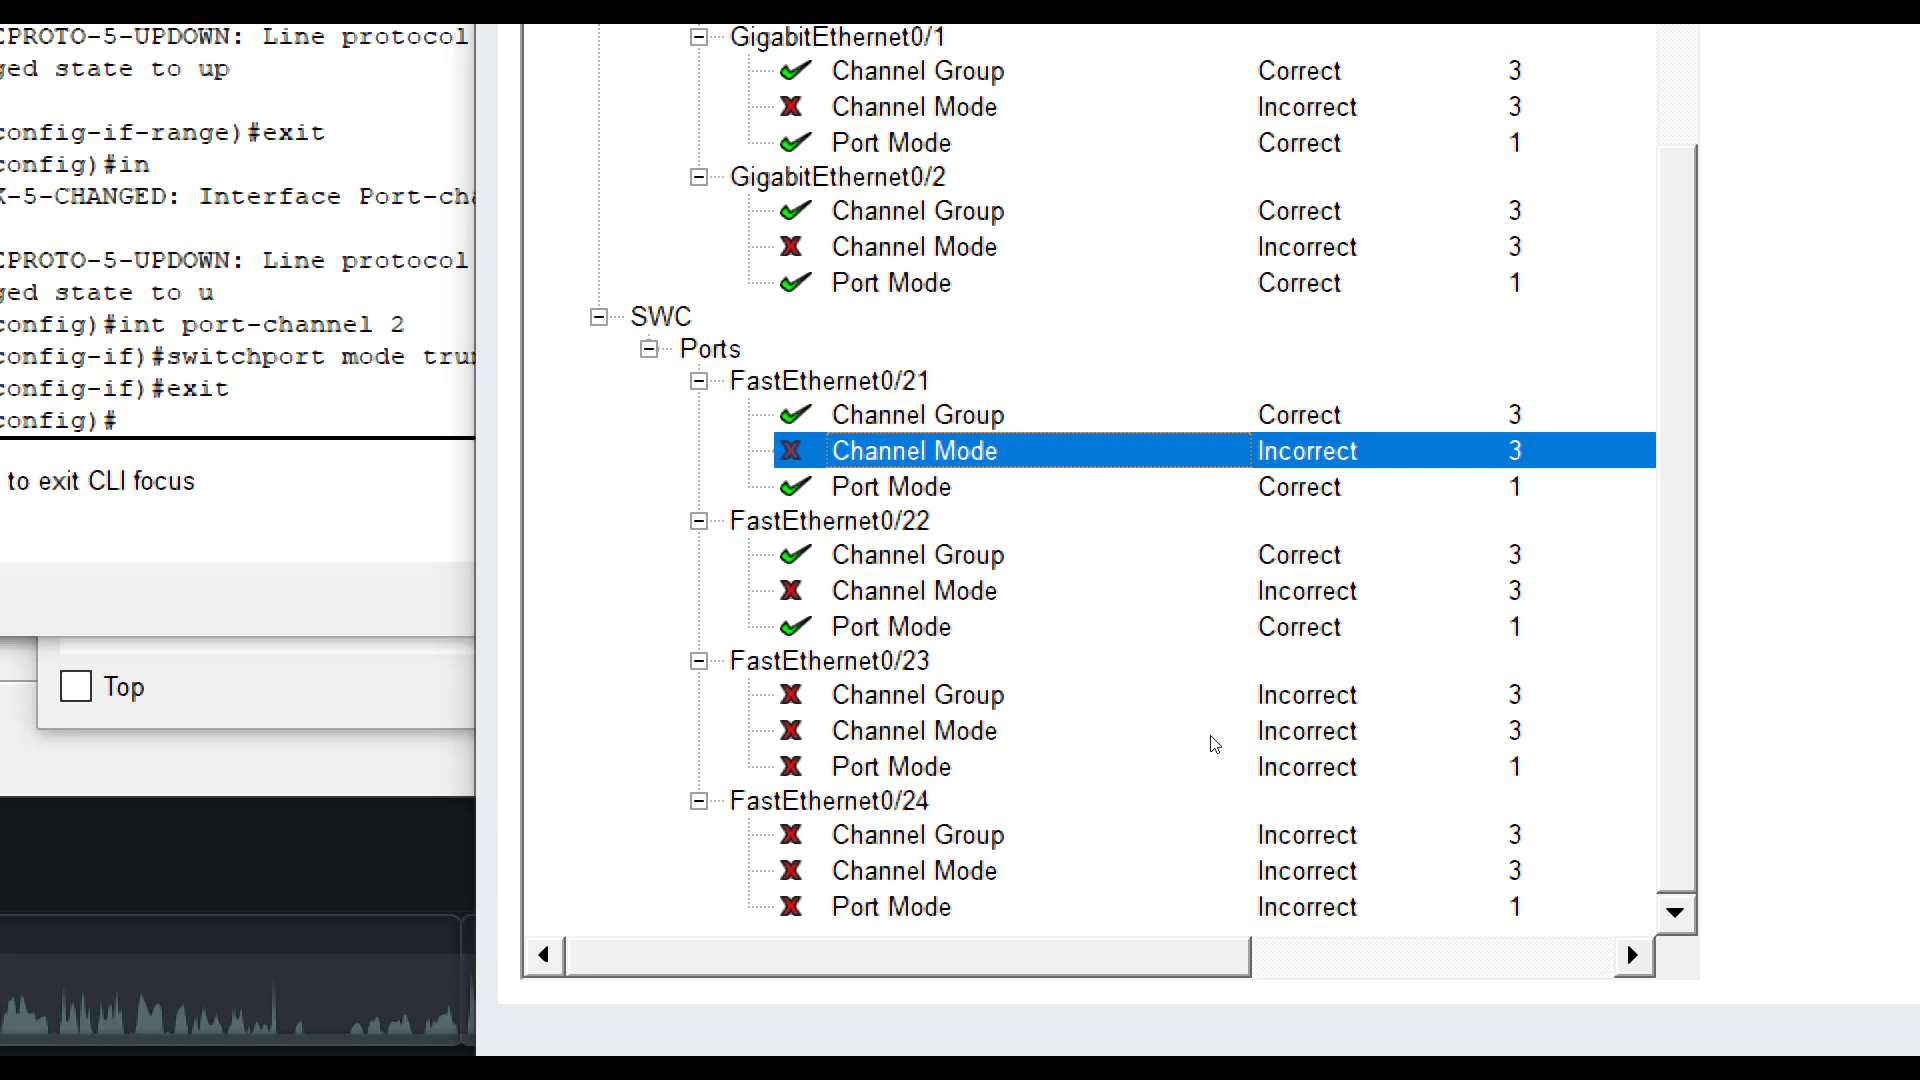 CPROTO-5-UPDOWN: Line protocol
ged state to up
config-if-range)#exit
config)#in
K-5-CHANGED: Interface Port-cha
CPROTO-5-UPDOWN: Line protocol
ged state to u
config)#int port-channel 2
config-if)#switchport mode trun
config-if)#exit
config)#
to exit CLI focus
Top
GigabitEthernet0/1
Channel Group Correct 3
Channel Mode Incorrect 3
Port Mode Correct 1
GigabitEthernet0/2
Channel Group Correct 3
Channel Mode Incorrect 3
Port Mode Correct 1
SWC
Ports
FastEthernet0/21
Channel Group Correct 3
Channel Mode Incorrect 3
Port Mode Correct 1
FastEthernet0/22
Channel Group Correct 3
Channel Mode Incorrect 3
Port Mode Correct 1
FastEthernet0/23
Channel Group Incorrect 3
Channel Mode Incorrect 3
Port Mode Incorrect 1
FastEthernet0/24
Channel Group Incorrect 3
Channel Mode Incorrect 3
Port Mode Incorrect 1